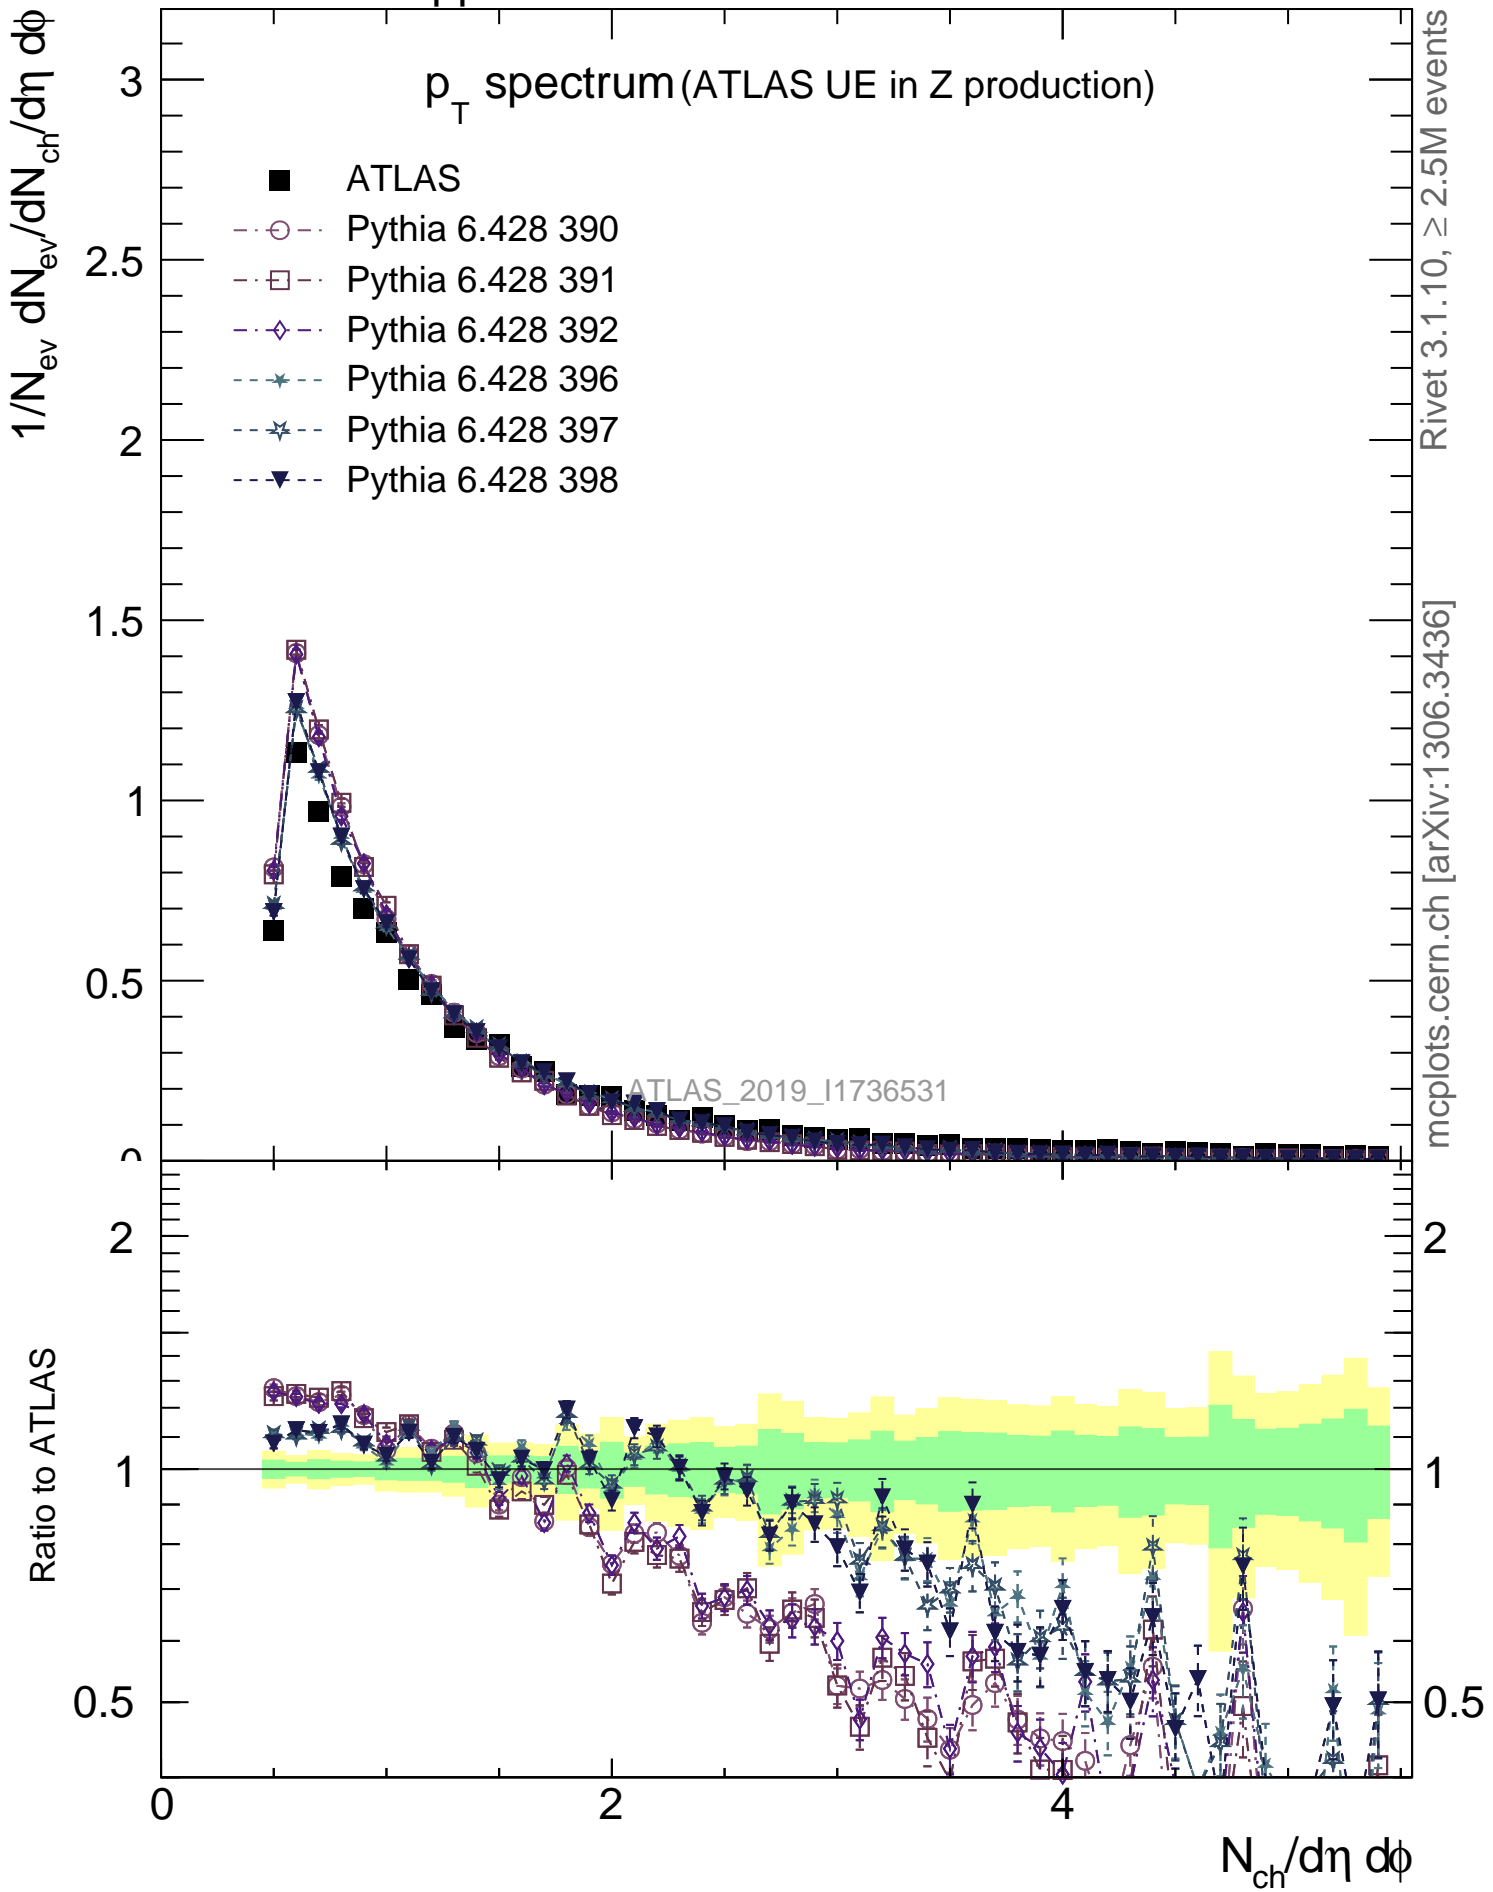 pp
p_T spectrum (ATLAS UE in Z production)
1/N_ev dN_ev/dN_ch/dη dϕ
ATLAS
Pythia 6.428 390
Pythia 6.428 391
Pythia 6.428 392
Pythia 6.428 396
Pythia 6.428 397
Pythia 6.428 398
3
2.5
2
1.5
1
0.5
0
ATLAS_2019_I1736531
Rivet 3.1.10, ≥ 2.5M events
mcplots.cern.ch [arXiv:1306.3436]
Ratio to ATLAS
2
1
0.5
2
1
0.5
0
2
4
N_ch/dη dϕ